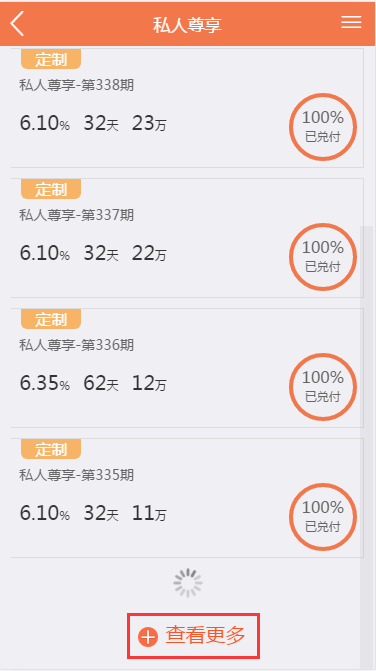 私人尊享
定制
私人尊享-第338期
6.10% 32天 23万
100%
已兑付
定制
私人尊享-第337期
6.10% 32天 22万
100%
已兑付
定制
私人尊享-第336期
6.35% 62天 12万
100%
已兑付
定制
私人尊享-第335期
6.10% 32天 11万
100%
已兑付
查看更多